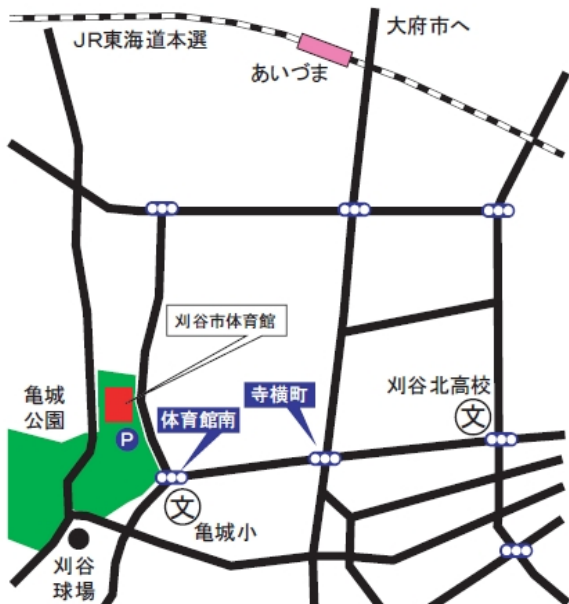 大府市へ
JR東海道本選
あいづま
刈谷市体育館
亀城
公園
刈谷北高校
寺横町
体育館南
P
文
文
亀城小
刈谷
球場